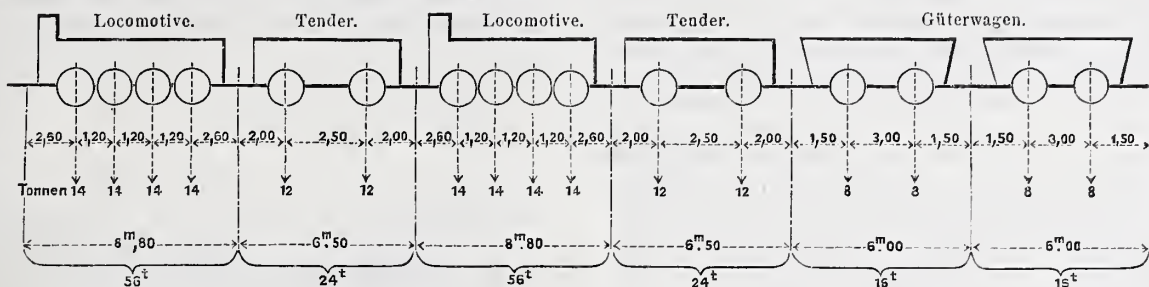 Locomotive. Tender. Locomotive. Tender. Güterwagen.
2,60 1,20 1,20 1,20 2,60 2,00 2,50 2,00 2,60 1,20 1,20 1,20 2,60 2,00 2,50 2,00 1,50 3,00 1,50 1,50 3,00 1,50
Tonnen 14 14 14 14 12 12 14 14 14 14 12 12 8 8 8 8
8m,80 6m.50 8m.80 6m.50 6m.00 6m.00
56t 24t 56t 24t 16t 16t